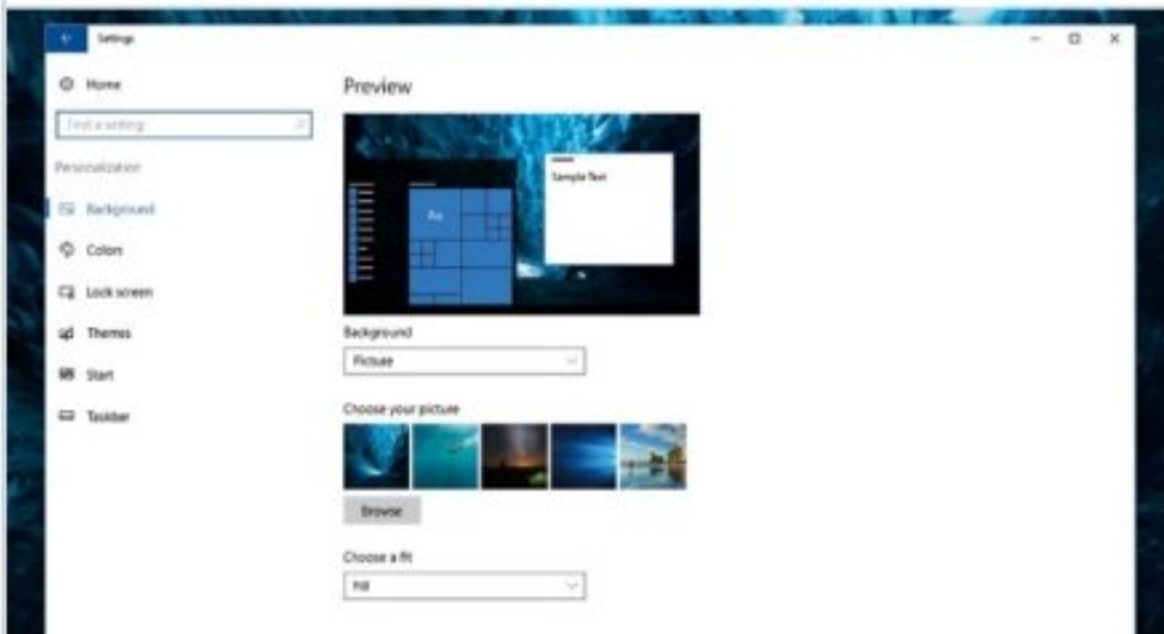 Settings
Home
Find a setting
Personalization
Background
Colors
Lock screen
Themes
Start
Taskbar
Preview
Sample Text
Aa
Background
Picture
Choose your picture
Browse
Choose a fit
Fill